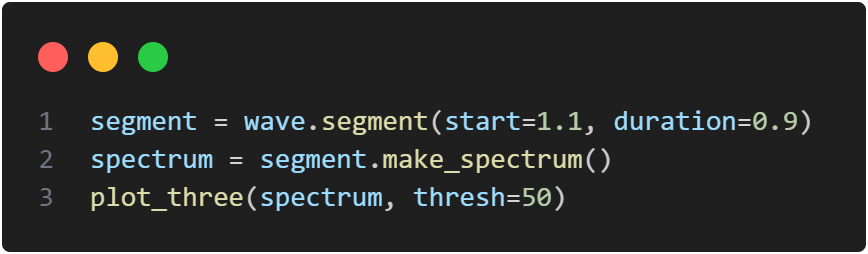 1 segment = wave.segment(start=1.1, duration=0.9)
2 spectrum = segment.make_spectrum()
3 plot_three(spectrum, thresh=50)